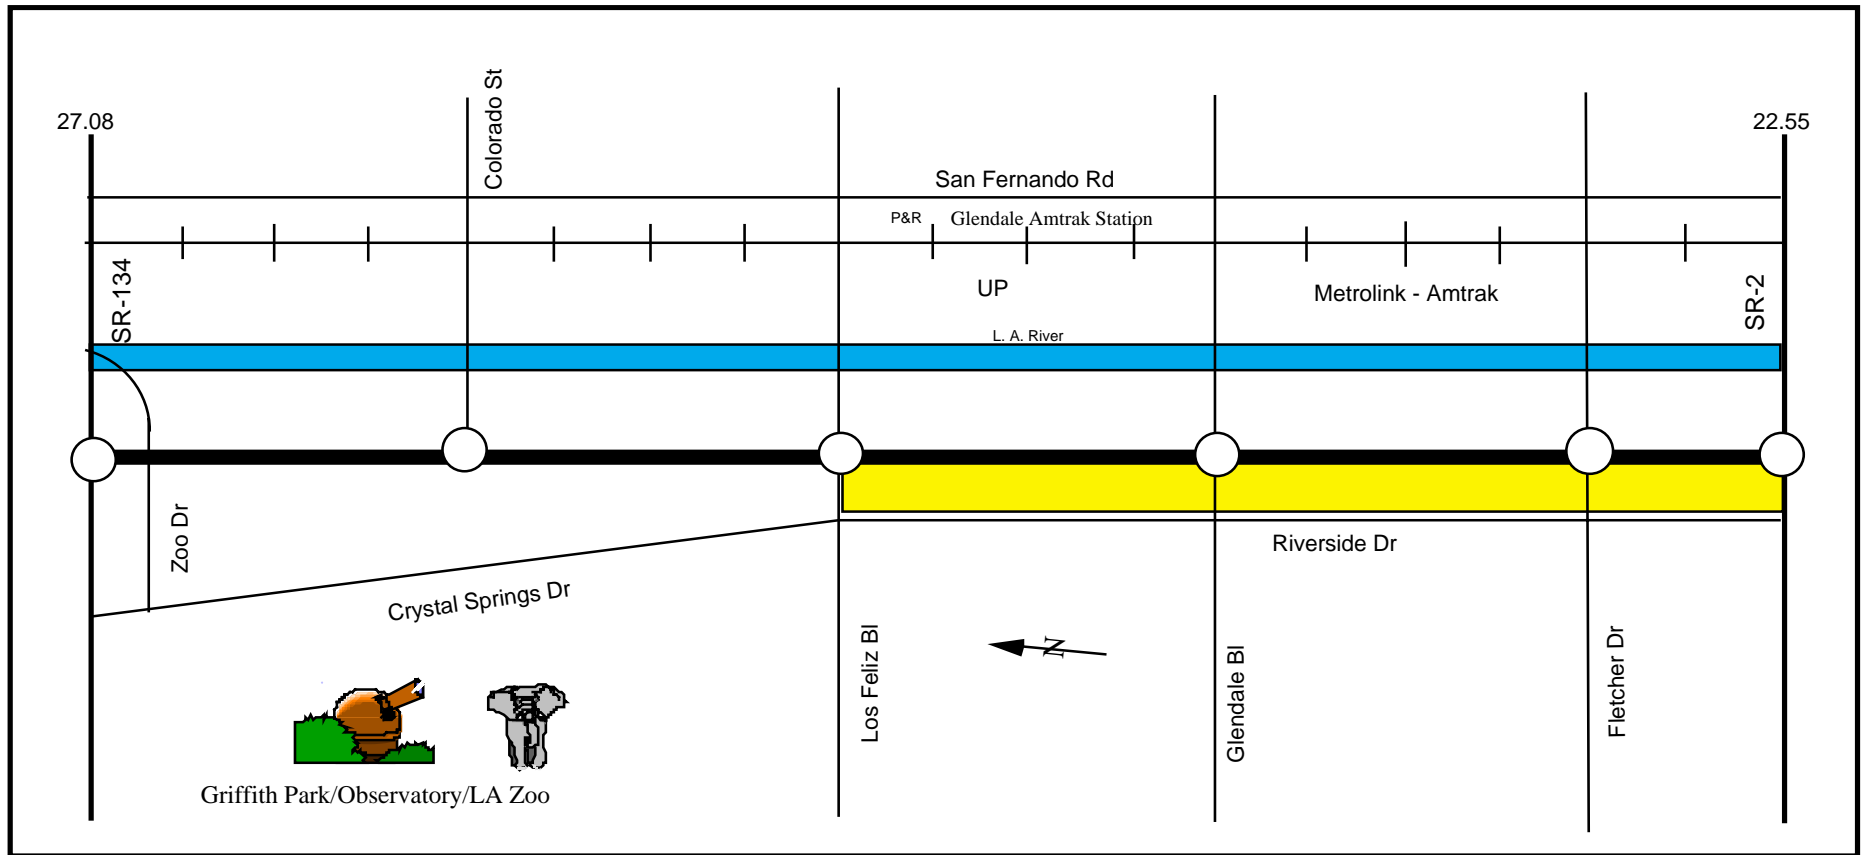 Colorado St
27.08
22.55
San Fernando Rd
P&R
Glendale Amtrak Station
SR-134
UP
Metrolink - Amtrak
SR-2
L. A. River
Zoo Dr
Riverside Dr
Crystal Springs Dr
Los Feliz Bl
N
Glendale Bl
Fletcher Dr
Griffith Park/Observatory/LA Zoo